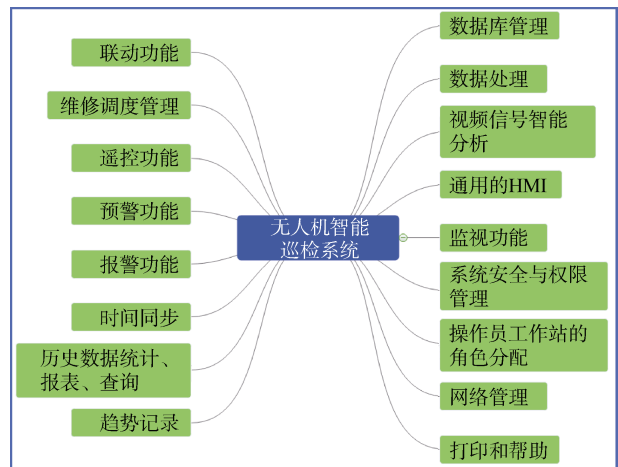 联动功能
维修调度管理
遥控功能
预警功能
报警功能
时间同步
历史数据统计、
报表、查询
趋势记录
无人机智能
巡检系统
数据库管理
数据处理
视频信号智能
分析
通用的HMI
监视功能
系统安全与权限
管理
操作员工作站的
角色分配
网络管理
打印和帮助